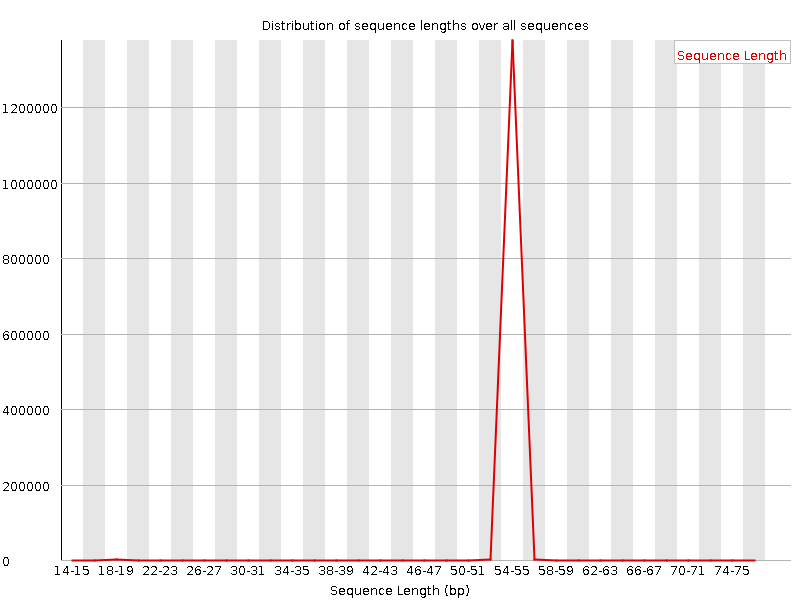 Distribution of sequence lengths over all sequences
Sequence Length
1200000
1000000
800000
600000
400000
200000
0
14-15 18-19 22-23 26-27 30-31 34-35 38-39 42-43 46-47 50-51 54-55 58-59 62-63 66-67 70-71 74-75
Sequence Length (bp)